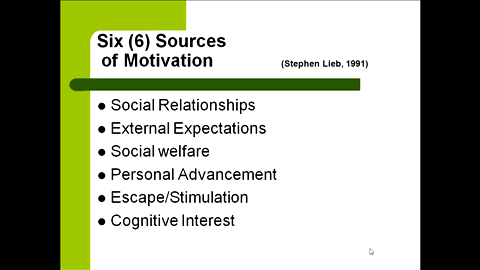 Six (6) Sources
of Motivation
(Stephen Lieb, 1991)
Social Relationships
External Expectations
Social welfare
Personal Advancement
Escape/Stimulation
Cognitive Interest